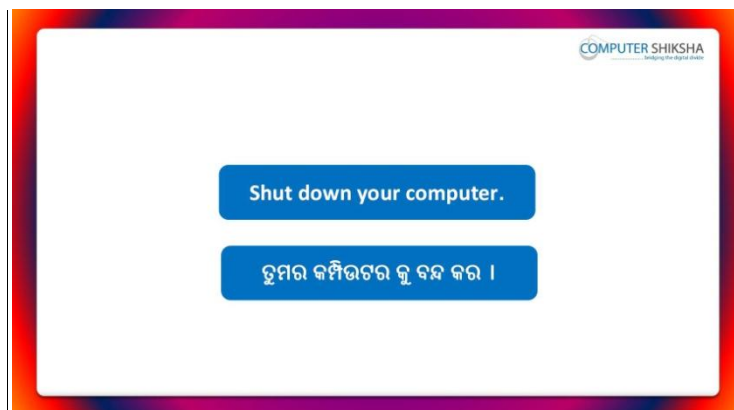 COMPUTER SHIKSHA
bridging the digital divide
Shut down your computer.
ତୁମର କମ୍ପିଉଟର କୁ ବନ୍ଦ କର ।